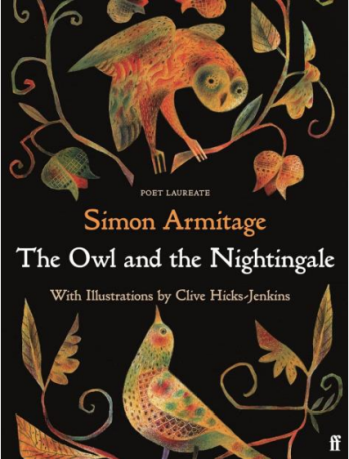 POET LAUREATE
Simon Armitage
The Owl and the Nightingale
With Illustrations by Clive Hicks-Jenkins
ff